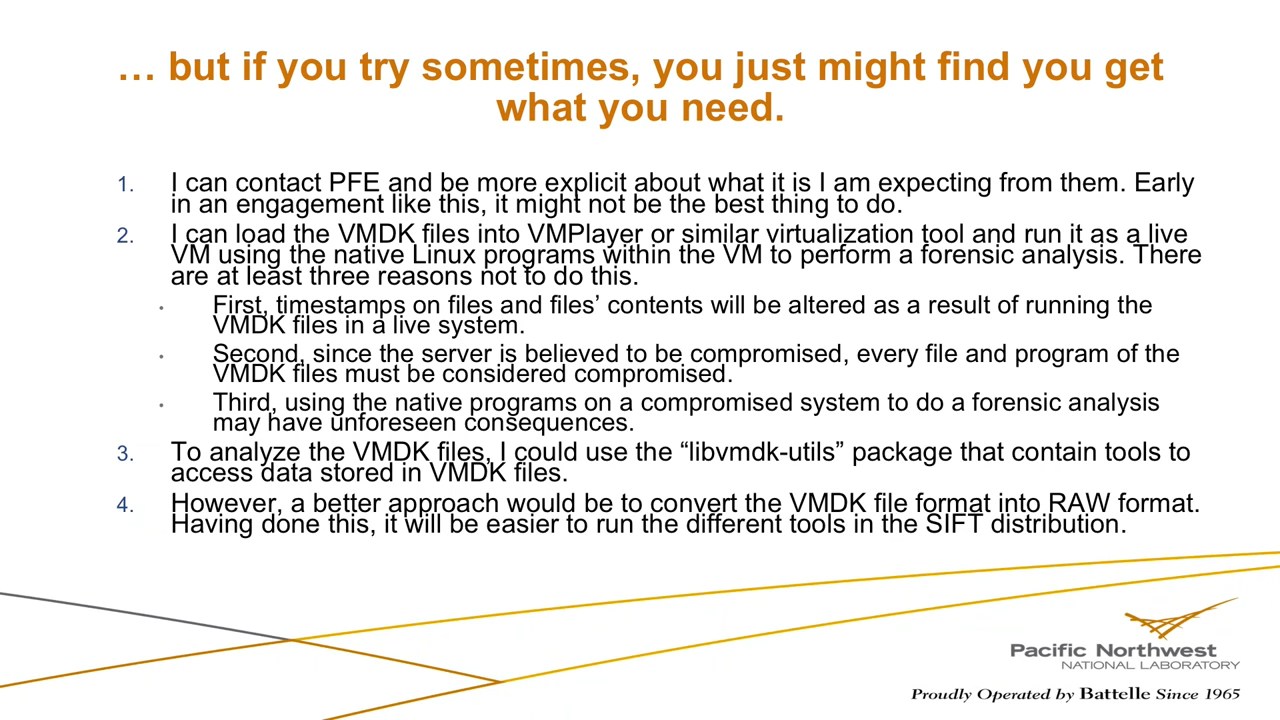 … but if you try sometimes, you just might find you get
what you need.
1. I can contact PFE and be more explicit about what it is I am expecting from them. Early
in an engagement like this, it might not be the best thing to do.
2. I can load the VMDK files into VMPlayer or similar virtualization tool and run it as a live
VM using the native Linux programs within the VM to perform a forensic analysis. There
are at least three reasons not to do this.
• First, timestamps on files and files’ contents will be altered as a result of running the
VMDK files in a live system.
• Second, since the server is believed to be compromised, every file and program of the
VMDK files must be considered compromised.
• Third, using the native programs on a compromised system to do a forensic analysis
may have unforeseen consequences.
3. To analyze the VMDK files, I could use the “libvmdk-utils” package that contain tools to
access data stored in VMDK files.
4. However, a better approach would be to convert the VMDK file format into RAW format.
Having done this, it will be easier to run the different tools in the SIFT distribution.
Pacific Northwest
NATIONAL LABORATORY
Proudly Operated by Battelle Since 1965